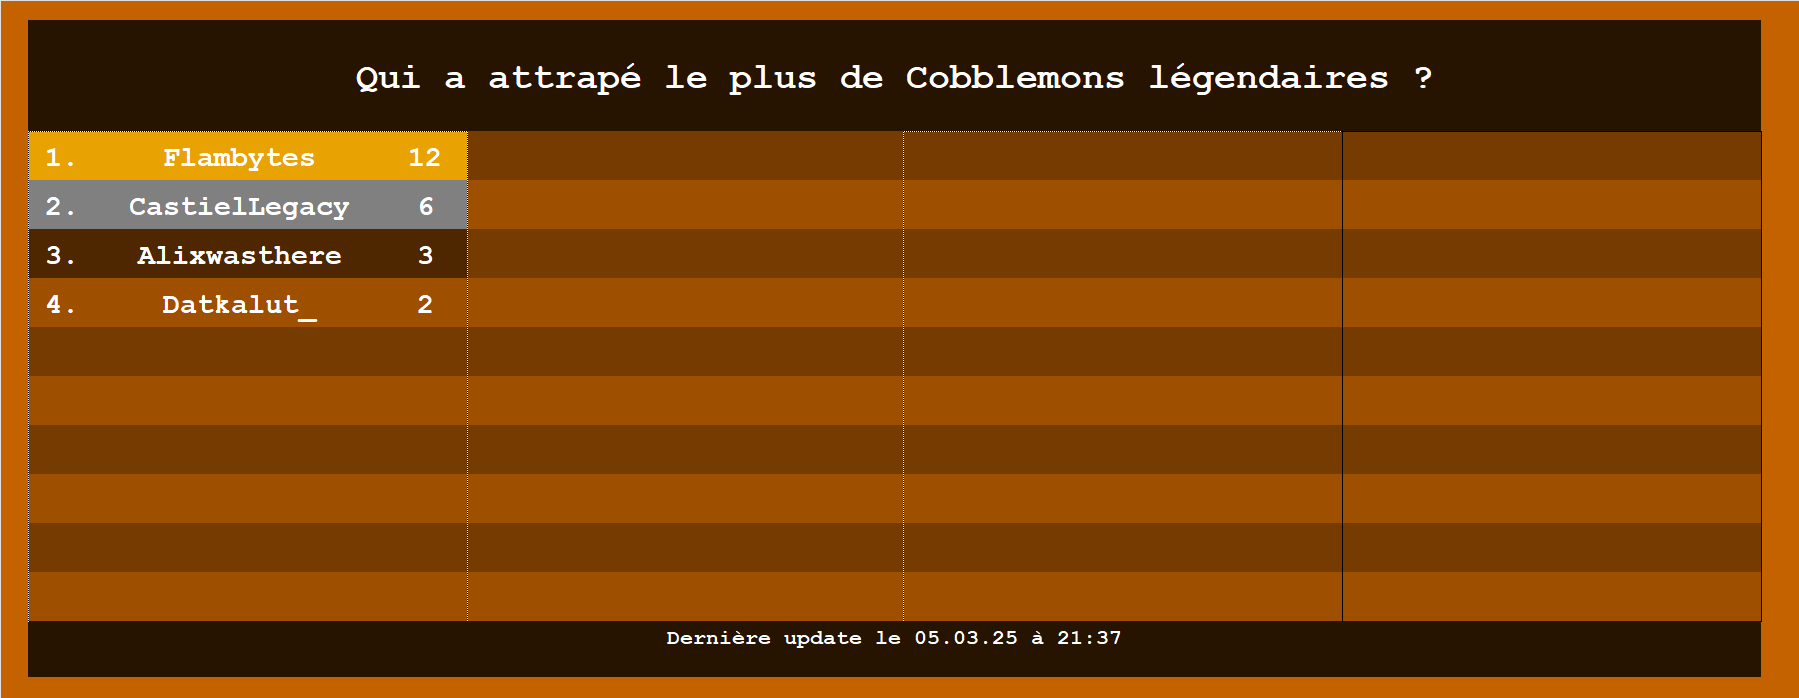 Qui a attrapé le plus de Cobblemons légendaires ?
1. Flambytes 12
2. CastielLegacy 6
3. Alixwasthere 3
4. Datkalut_ 2
Dernière update le 05.03.25 à 21:37